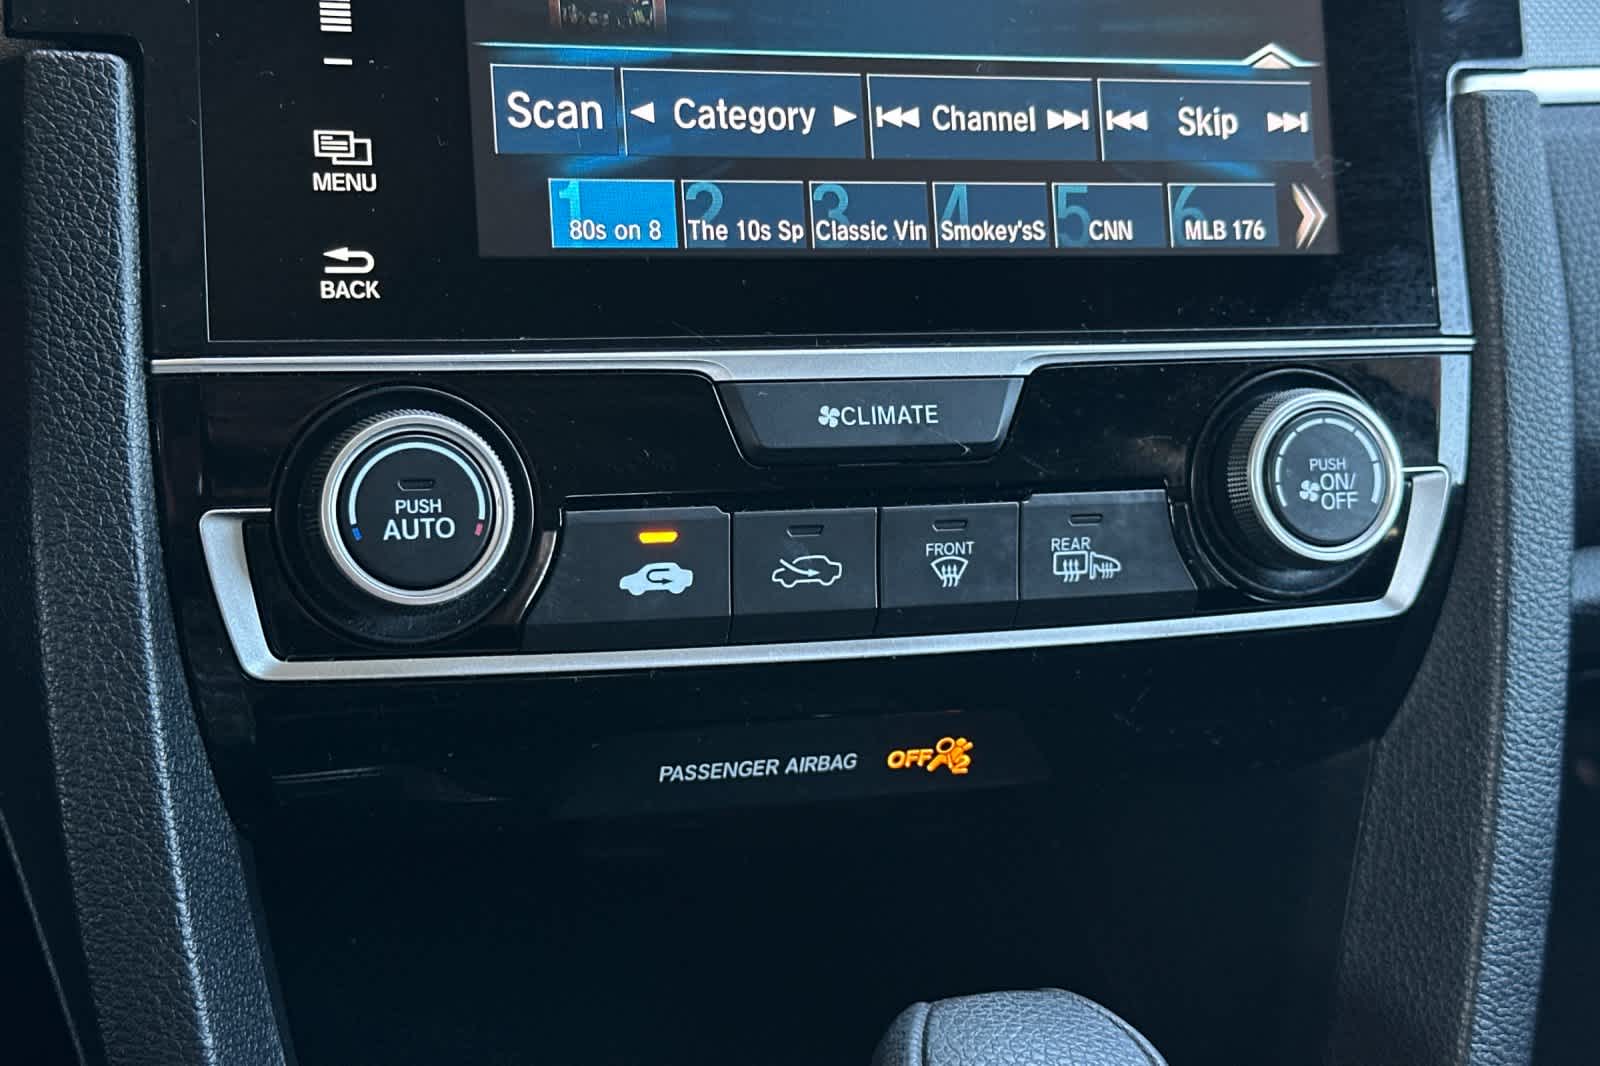 MENU
BACK
Scan
Category
Channel
Skip
1 80s on 8
2 The 10s Sp
3 Classic Vin
4 Smokey'sS
5 CNN
6 MLB 176
CLIMATE
PUSH
AUTO
FRONT
REAR
PUSH
ON/
OFF
PASSENGER AIRBAG OFF 2